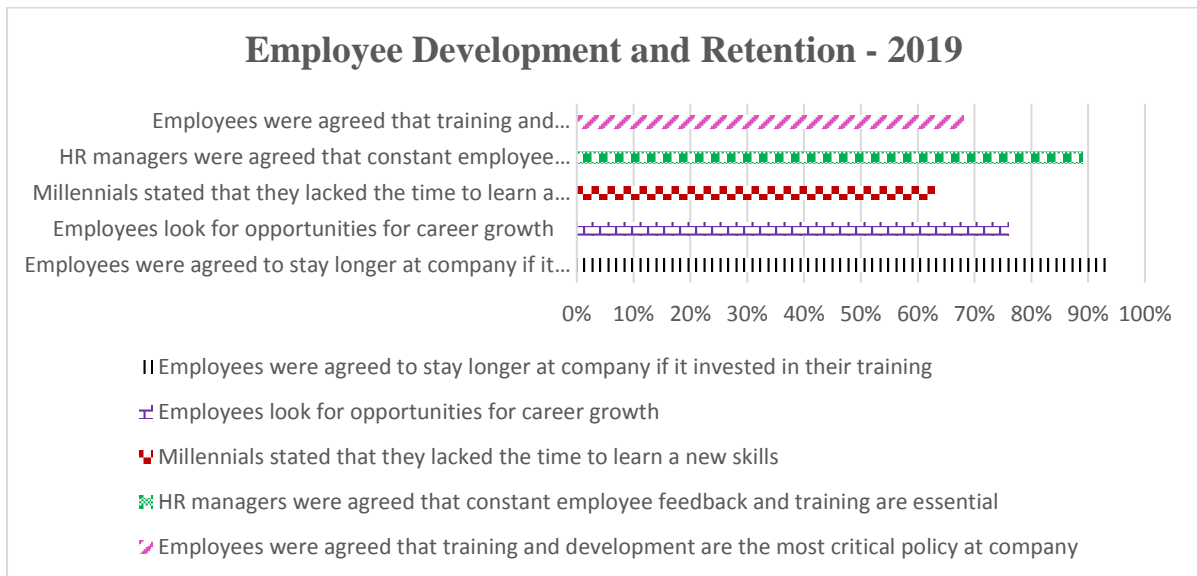 Employee Development and Retention - 2019
Employees were agreed that training and...
HR managers were agreed that constant employee...
Millennials stated that they lacked the time to learn a...
Employees look for opportunities for career growth
Employees were agreed to stay longer at company if it...
0% 10% 20% 30% 40% 50% 60% 70% 80% 90% 100%
Employees were agreed to stay longer at company if it invested in their training
Employees look for opportunities for career growth
Millennials stated that they lacked the time to learn a new skills
HR managers were agreed that constant employee feedback and training are essential
Employees were agreed that training and development are the most critical policy at company